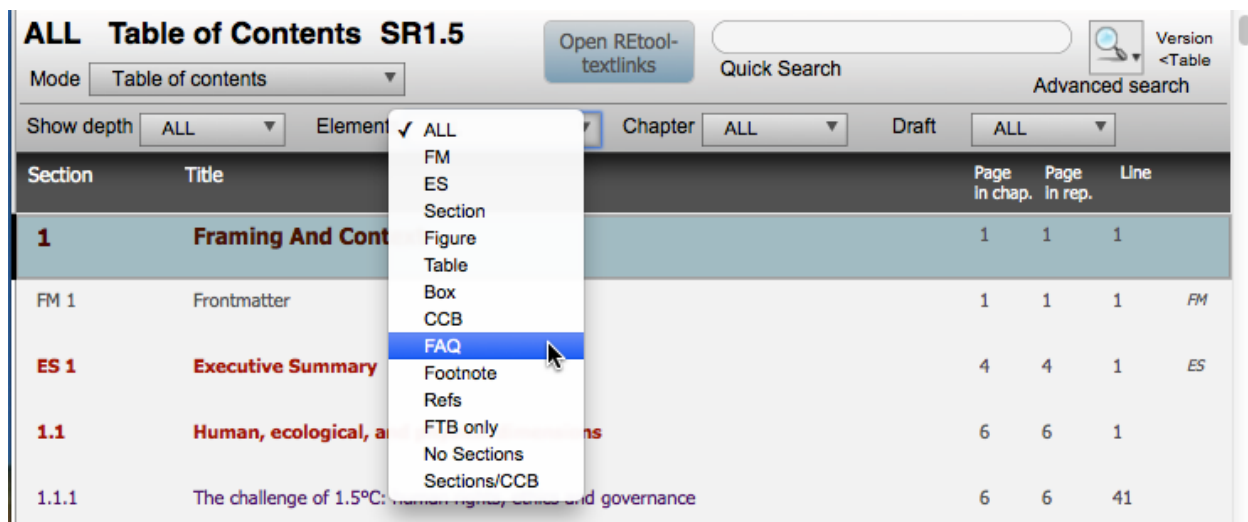 ALL Table of Contents SR1.5
Open REtool-
textlinks
Quick Search
Version
<Table
Advanced search
Mode Table of contents
Show depth ALL Element Chapter ALL Draft ALL
✓ ALL
FM
ES
Section
Figure
Table
Box
CCB
FAQ
Footnote
Refs
FTB only
No Sections
Sections/CCB
Section Title Page in chap. Page in rep. Line
1 Framing And Cont 1 1 1
FM 1 Frontmatter 1 1 1 FM
ES 1 Executive Summary 4 4 1 ES
1.1 Human, ecological, a ns 6 6 1
1.1.1 The challenge of 1.5°C: and governance 6 6 41